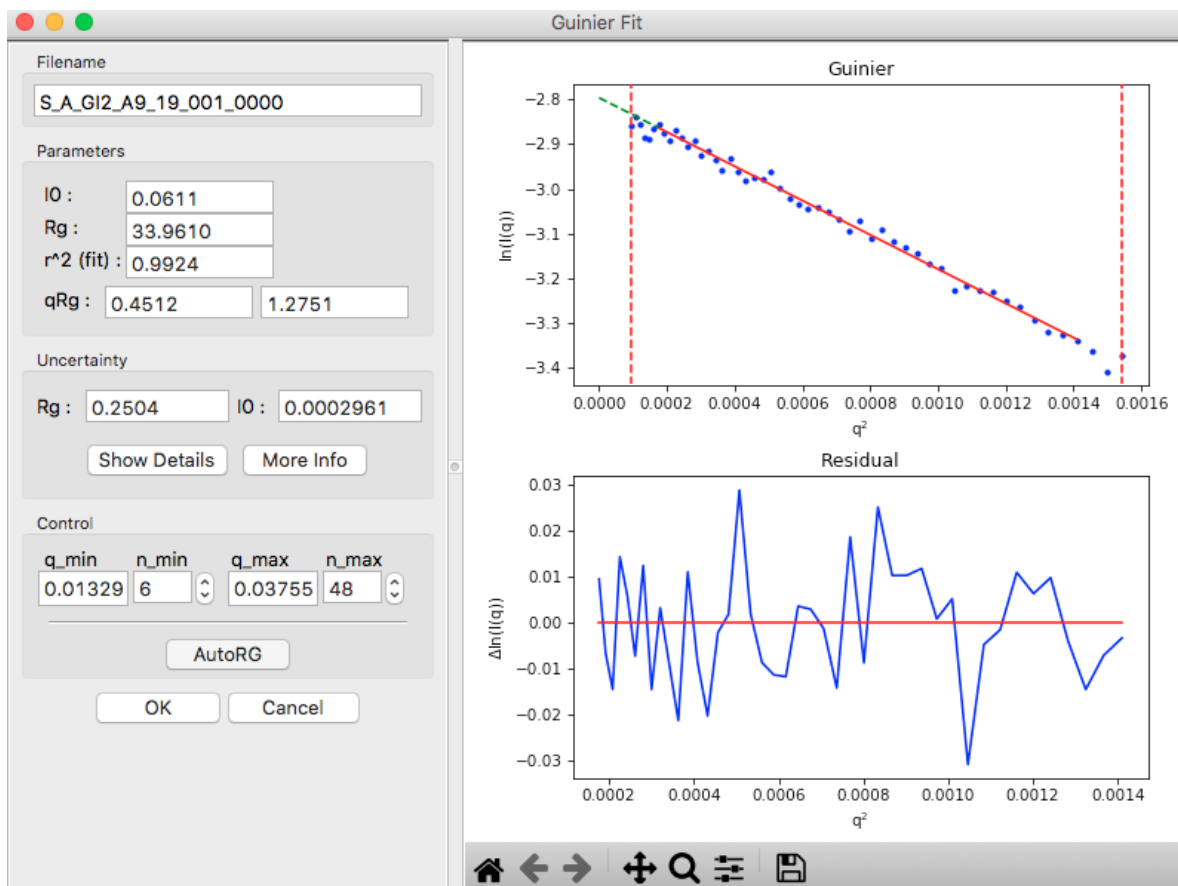 Guinier Fit
Filename
S_A_GI2_A9_19_001_0000
Parameters
I0 :
0.0611
Rg :
33.9610
r^2 (fit) :
0.9924
qRg :
0.4512
1.2751
Uncertainty
Rg :
0.2504
I0 :
0.0002961
Show Details
More Info
Control
q_min
n_min
q_max
n_max
0.01329
6
0.03755
48
AutoRG
OK
Cancel
Guinier
−2.8
−2.9
−3.0
−3.1
−3.2
−3.3
−3.4
ln(I(q))
0.0000 0.0002 0.0004 0.0006 0.0008 0.0010 0.0012 0.0014 0.0016
q²
Residual
0.03
0.02
0.01
0.00
−0.01
−0.02
−0.03
Δln(I(q))
0.0002 0.0004 0.0006 0.0008 0.0010 0.0012 0.0014
q²